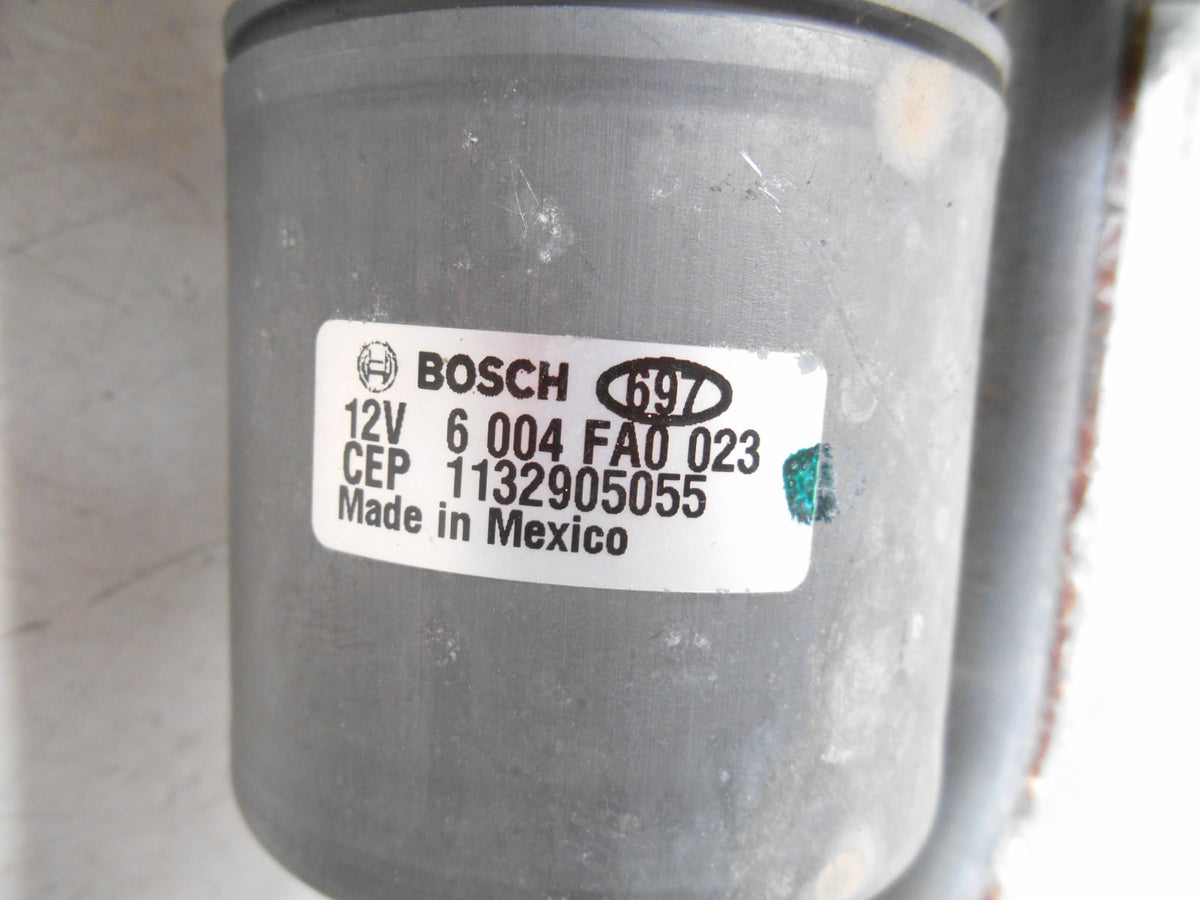 BOSCH 697
12V 6 004 FA0 023
CEP 1132905055
Made in Mexico